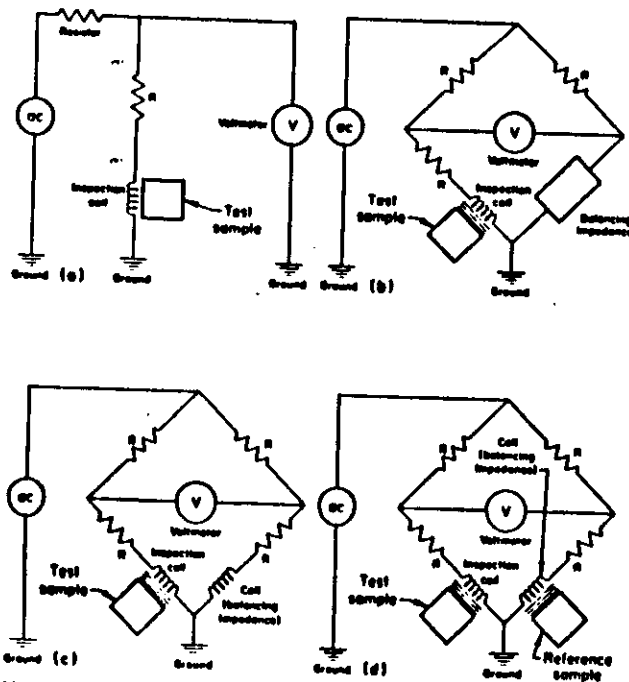 Resistor
R
ac
Voltmeter
V
Inspection
coil
Test
sample
Ground
(a)
Ground
Ground
R
R
ac
V
Voltmeter
R
Inspection
coil
Test
sample
Balancing
impedance
Ground
Ground
(b)
R
R
ac
V
Voltmeter
R
R
Inspection
coil
Test
sample
Coil
(balancing
impedance)
Ground
(c)
Ground
R
R
Coil
(balancing
impedance)
ac
V
Voltmeter
R
R
Inspection
coil
Test
sample
Ground
(d)
Ground
Reference
sample